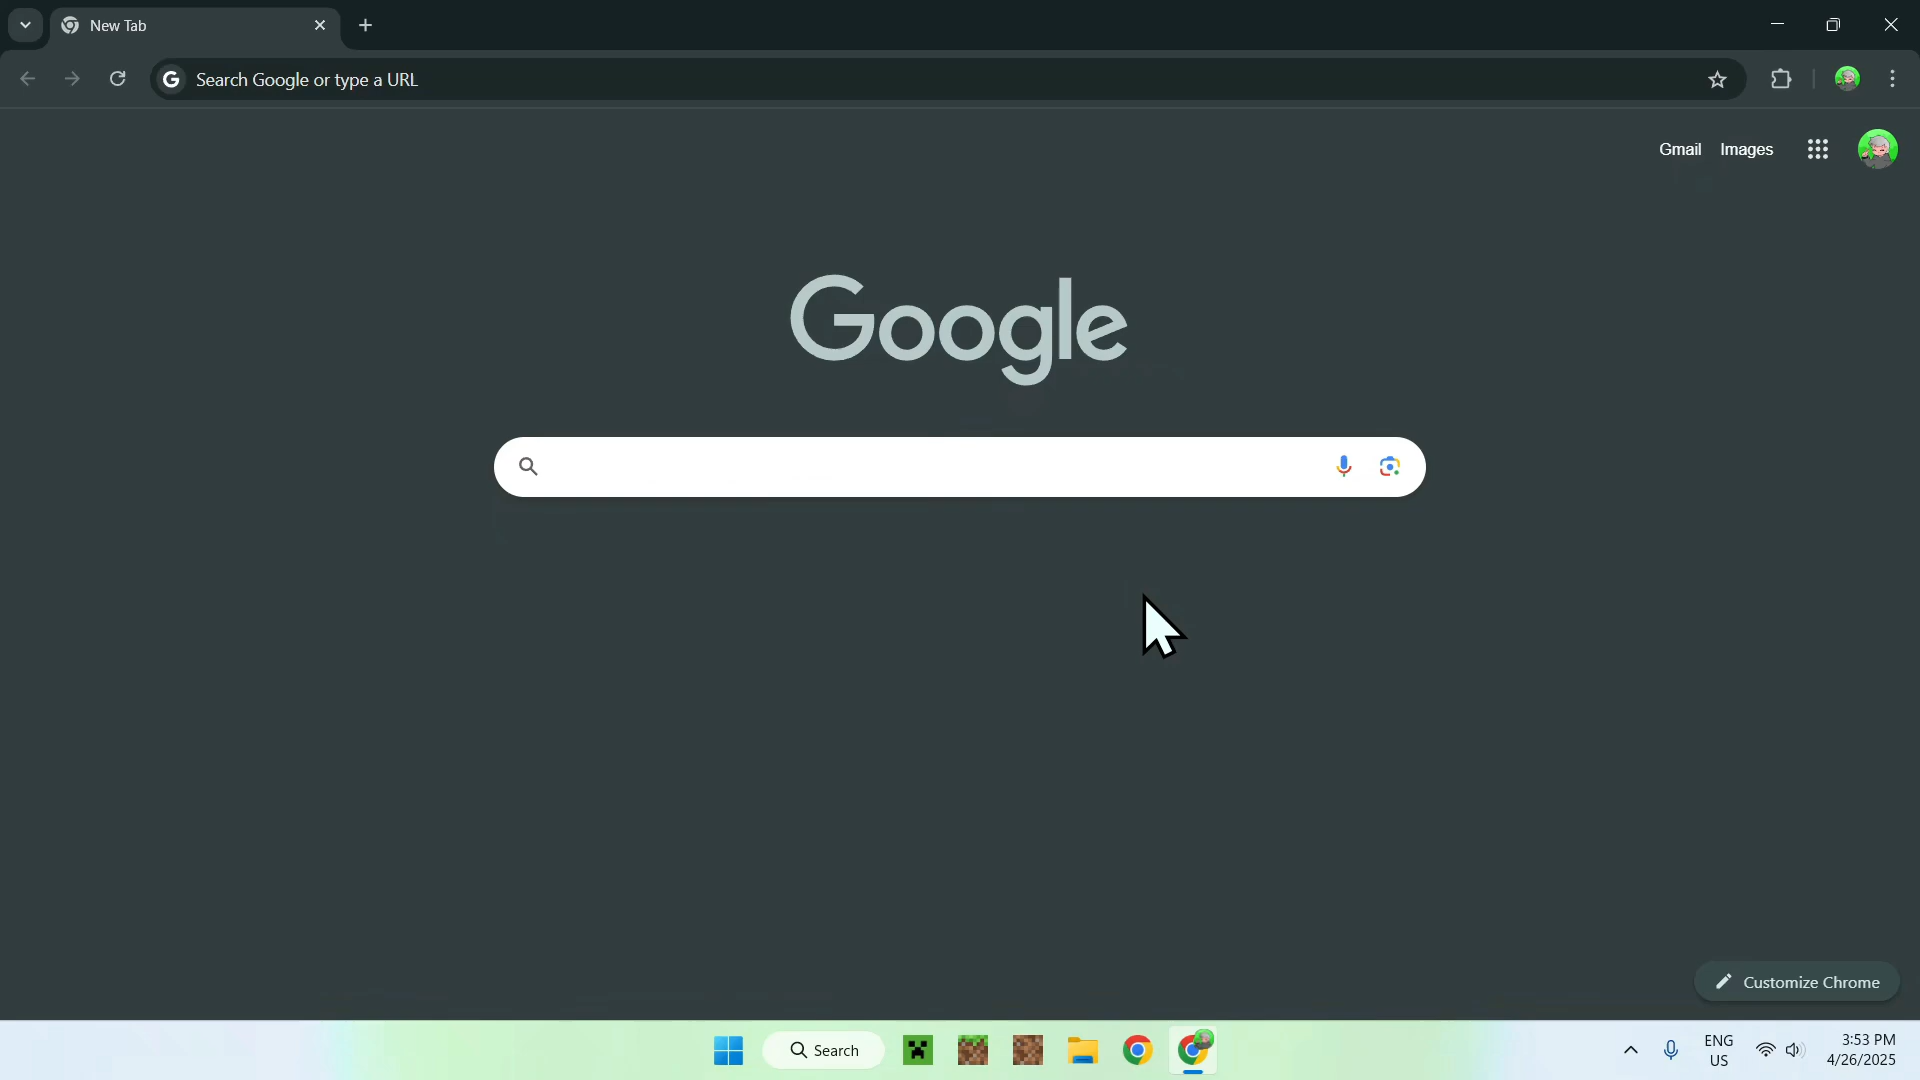 New Tab
Search Google or type a URL
Gmail Images
Google
Customize Chrome
Search
ENG
US
3:53 PM
4/26/2025